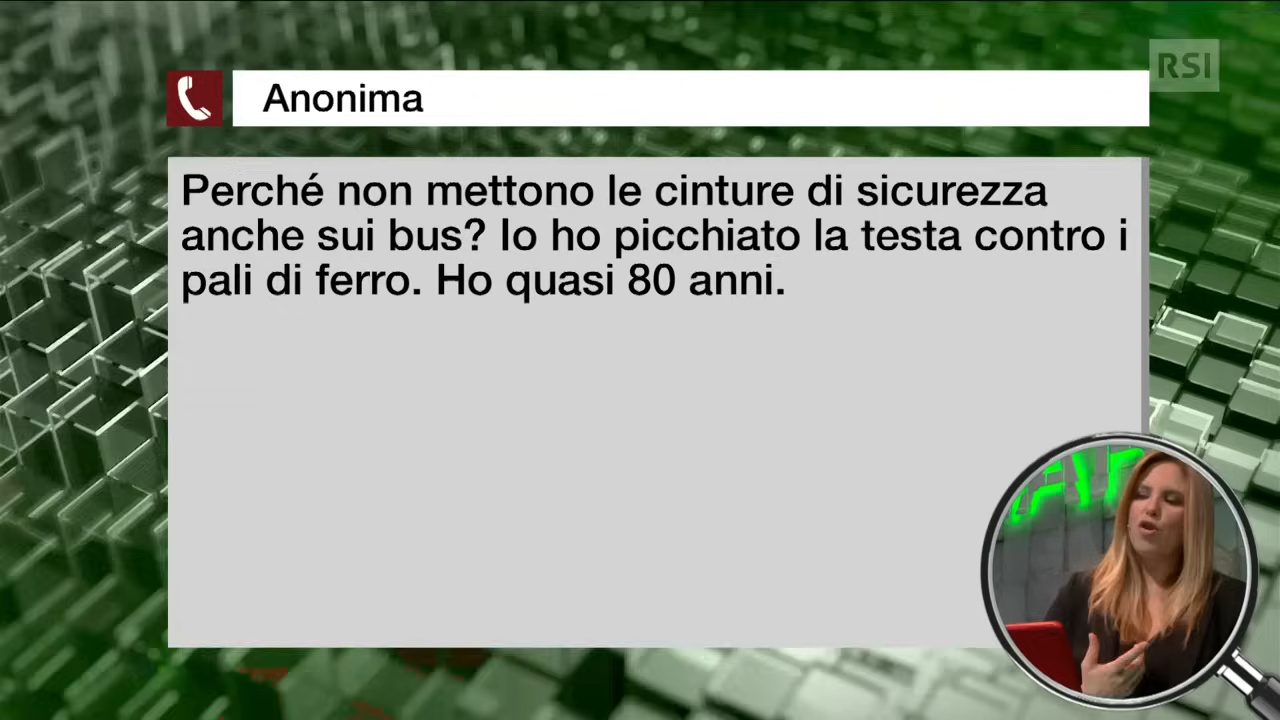 RSI
Anonima
Perché non mettono le cinture di sicurezza
anche sui bus? Io ho picchiato la testa contro i
pali di ferro. Ho quasi 80 anni.